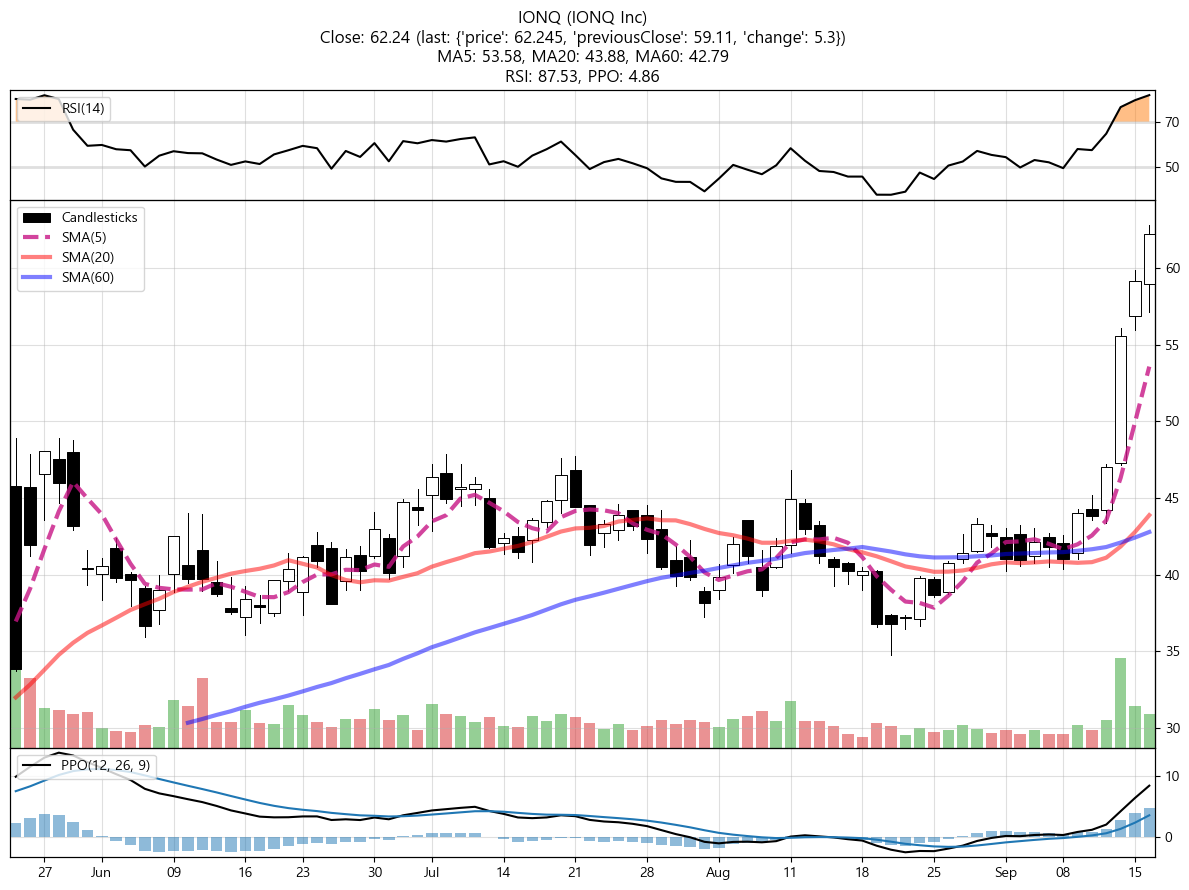 IONQ (IONQ Inc)
Close: 62.24 (last: {'price': 62.245, 'previousClose': 59.11, 'change': 5.3})
MA5: 53.58, MA20: 43.88, MA60: 42.79
RSI: 87.53, PPO: 4.86
RSI(14)
70
50
Candlesticks
SMA(5)
SMA(20)
SMA(60)
60
55
50
45
40
35
30
PPO(12, 26, 9)
10
0
27 Jun 09 16 23 30 Jul 14 21 28 Aug 11 18 25 Sep 08 15